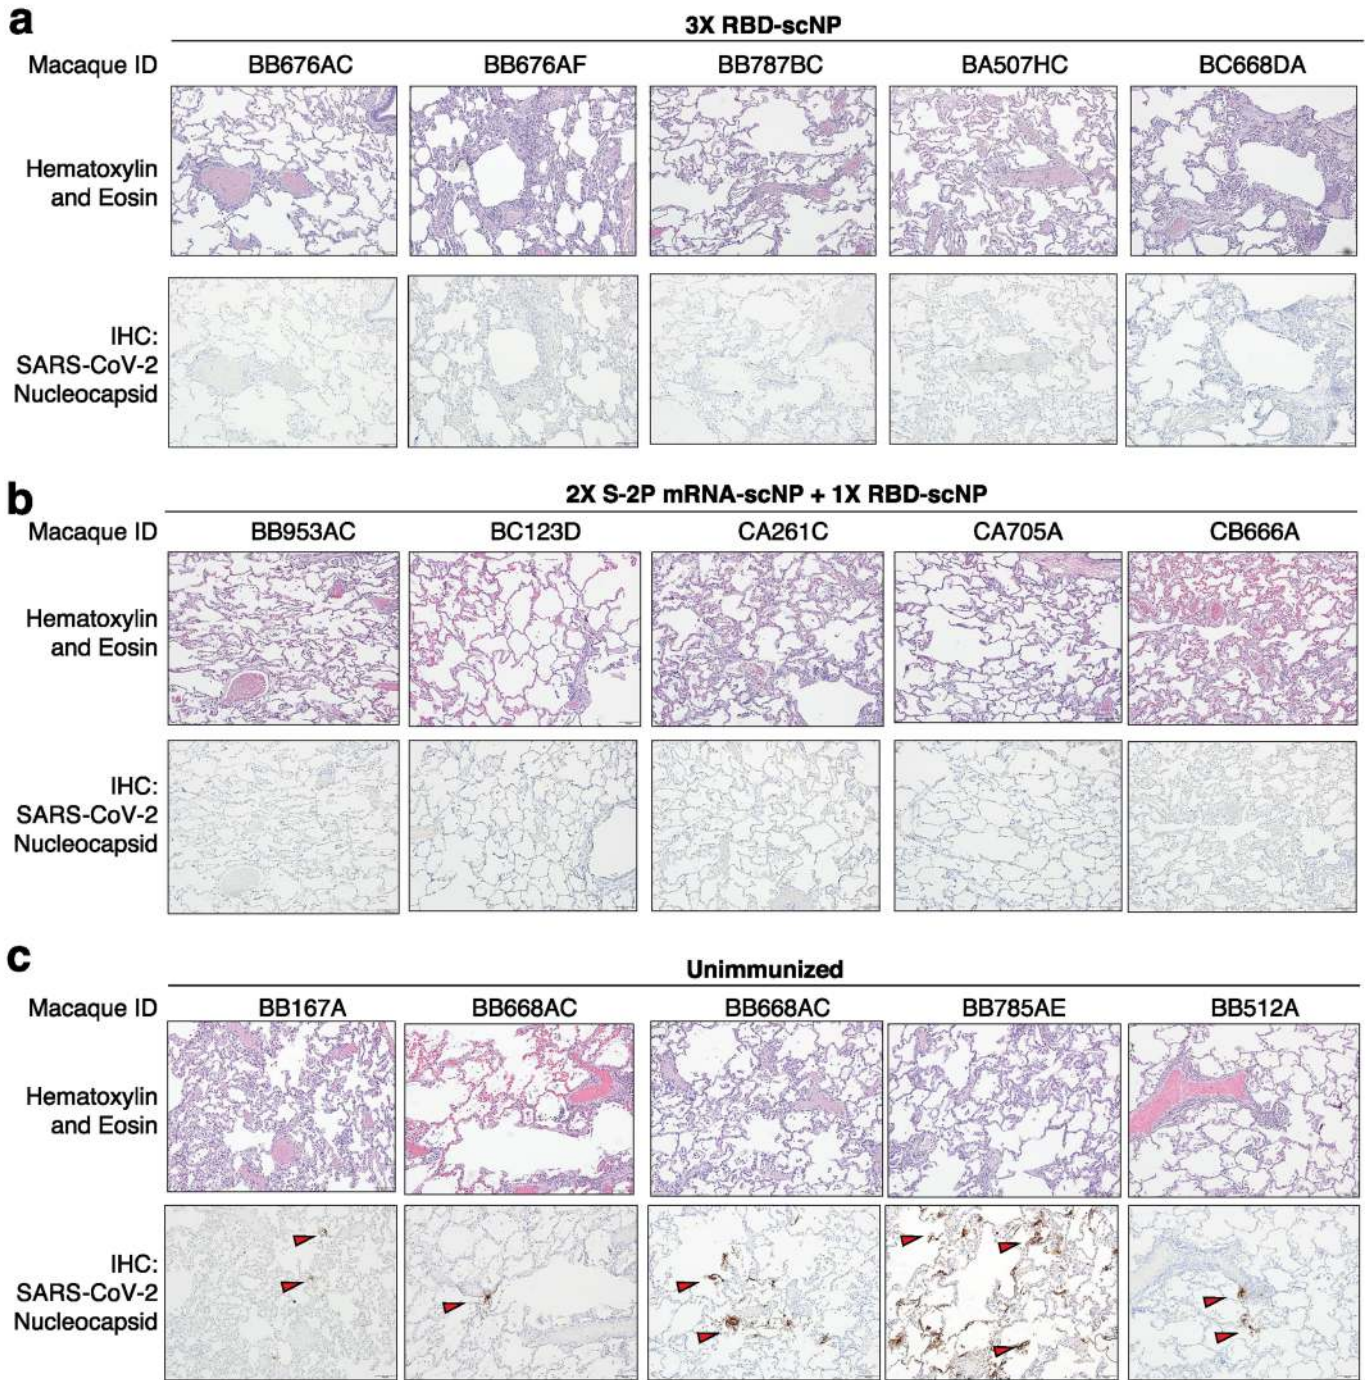 a
3X RBD-scNP
Macaque ID BB676AC BB676AF BB787BC BA507HC BC668DA
Hematoxylin
and Eosin
IHC:
SARS-CoV-2
Nucleocapsid
b
2X S-2P mRNA-scNP + 1X RBD-scNP
Macaque ID BB953AC BC123D CA261C CA705A CB666A
Hematoxylin
and Eosin
IHC:
SARS-CoV-2
Nucleocapsid
c
Unimmunized
Macaque ID BB167A BB668AC BB668AC BB785AE BB512A
Hematoxylin
and Eosin
IHC:
SARS-CoV-2
Nucleocapsid